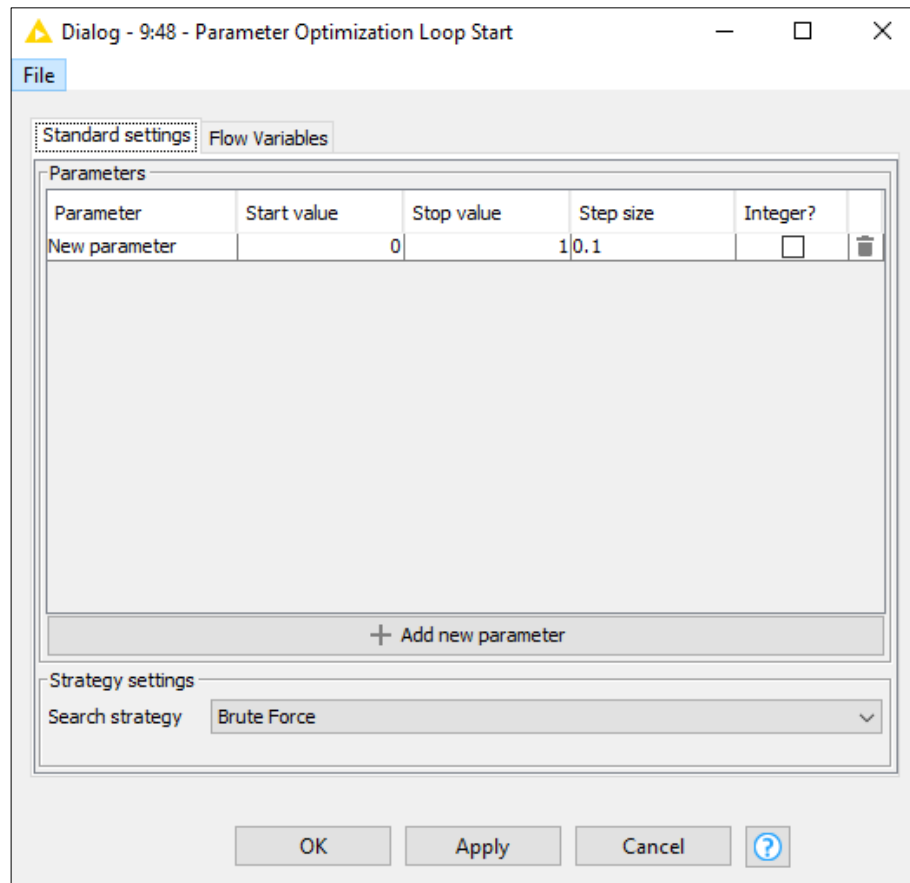 Dialog - 9:48 - Parameter Optimization Loop Start
File
Standard settings Flow Variables
Parameters
Parameter Start value Stop value Step size Integer?
New parameter 0 1 0.1
+ Add new parameter
Strategy settings
Search strategy Brute Force
OK Apply Cancel ?